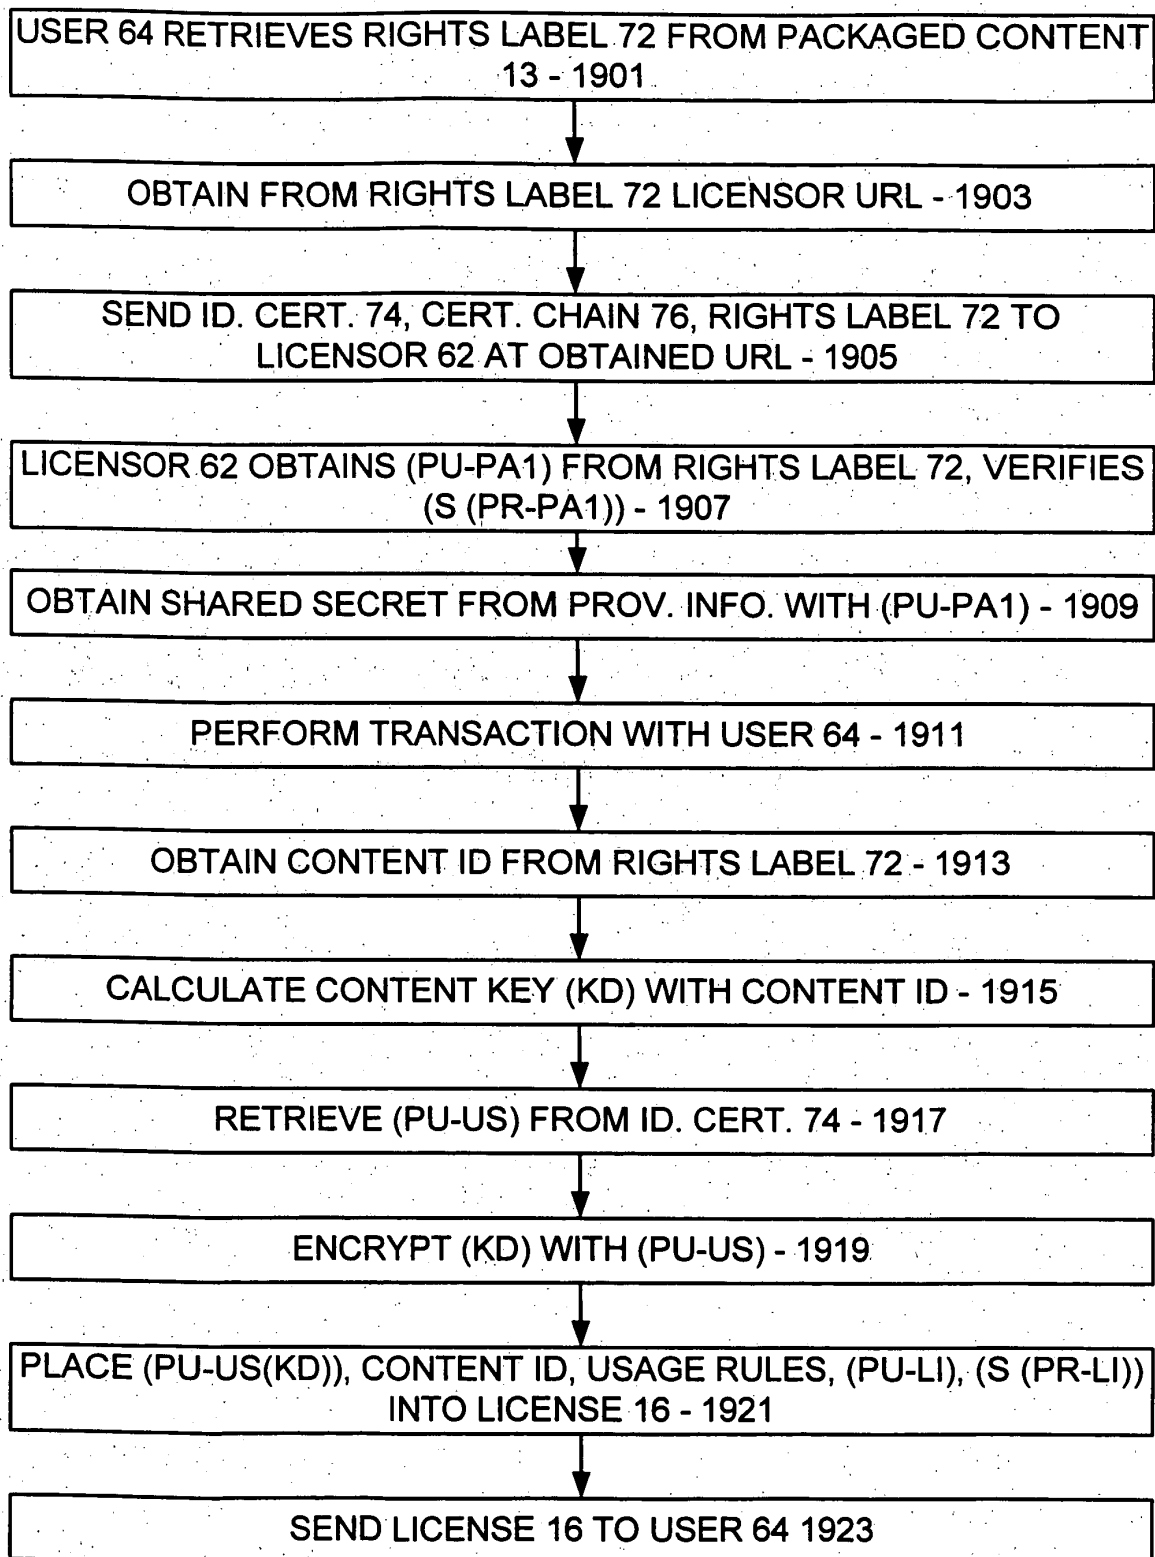 USER 64 RETRIEVES RIGHTS LABEL 72 FROM PACKAGED CONTENT
13 - 1901
OBTAIN FROM RIGHTS LABEL 72 LICENSOR URL - 1903
SEND ID. CERT. 74, CERT. CHAIN 76, RIGHTS LABEL 72 TO
LICENSOR 62 AT OBTAINED URL - 1905
LICENSOR 62 OBTAINS (PU-PA1) FROM RIGHTS LABEL 72, VERIFIES
(S (PR-PA1)) - 1907
OBTAIN SHARED SECRET FROM PROV. INFO. WITH (PU-PA1) - 1909
PERFORM TRANSACTION WITH USER 64 - 1911
OBTAIN CONTENT ID FROM RIGHTS LABEL 72 - 1913
CALCULATE CONTENT KEY (KD) WITH CONTENT ID - 1915
RETRIEVE (PU-US) FROM ID. CERT. 74 - 1917
ENCRYPT (KD) WITH (PU-US) - 1919
PLACE (PU-US(KD)), CONTENT ID, USAGE RULES, (PU-LI), (S (PR-LI))
INTO LICENSE 16 - 1921
SEND LICENSE 16 TO USER 64 1923